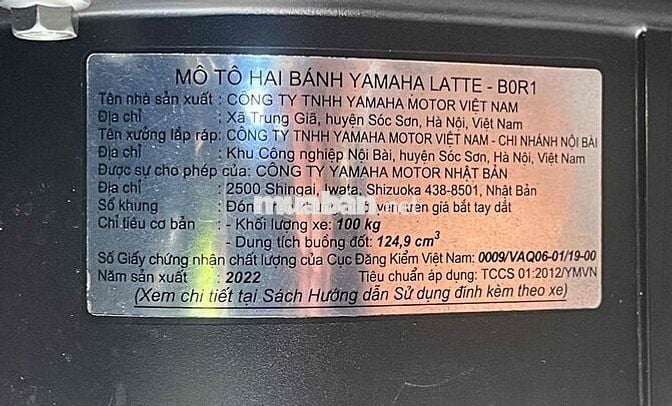 MÔ TÔ HAI BÁNH YAMAHA LATTE - B0R1
Tên nhà sản xuất : CÔNG TY TNHH YAMAHA MOTOR VIỆT NAM
Địa chỉ : Xã Trung Giã, huyện Sóc Sơn, Hà Nội, Việt Nam
Tên xưởng lắp ráp: CÔNG TY TNHH YAMAHA MOTOR VIỆT NAM - CHI NHÁNH NỘI BÀI
Địa chỉ : Khu Công nghiệp Nội Bài, huyện Sóc Sơn, Hà Nội, Việt Nam
Được sự cho phép của: CÔNG TY YAMAHA MOTOR NHẬT BẢN
Địa chỉ : 2500 Shingai, Iwata, Shizuoka 438-8501, Nhật Bản
Số khung : Đóng trên giá bắt tay dắt
muaban.net
Chỉ tiêu cơ bản : - Khối lượng xe: 100 kg
- Dung tích buồng đốt: 124,9 cm³
Số Giấy chứng nhận chất lượng của Cục Đăng Kiểm Việt Nam: 0009/VAQ06-01/19-00
Năm sản xuất : 2022 Tiêu chuẩn áp dụng: TCCS 01:2012/YMVN
(Xem chi tiết tại Sách Hướng dẫn Sử dụng đính kèm theo xe)